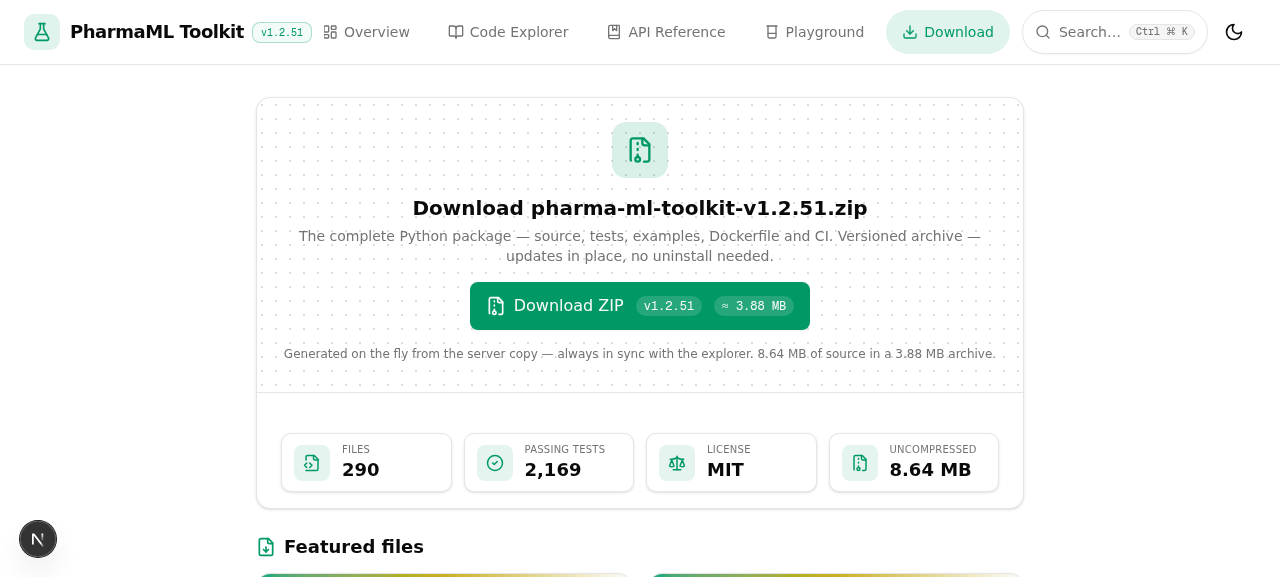 PharmaML Toolkit v1.2.51 Overview Code Explorer API Reference Playground Download Search... Ctrl ⌘ K
Download pharma-ml-toolkit-v1.2.51.zip
The complete Python package — source, tests, examples, Dockerfile and CI. Versioned archive —
updates in place, no uninstall needed.
Download ZIP v1.2.51 ≈ 3.88 MB
Generated on the fly from the server copy — always in sync with the explorer. 8.64 MB of source in a 3.88 MB archive.
FILES
290
PASSING TESTS
2,169
LICENSE
MIT
UNCOMPRESSED
8.64 MB
N
Featured files